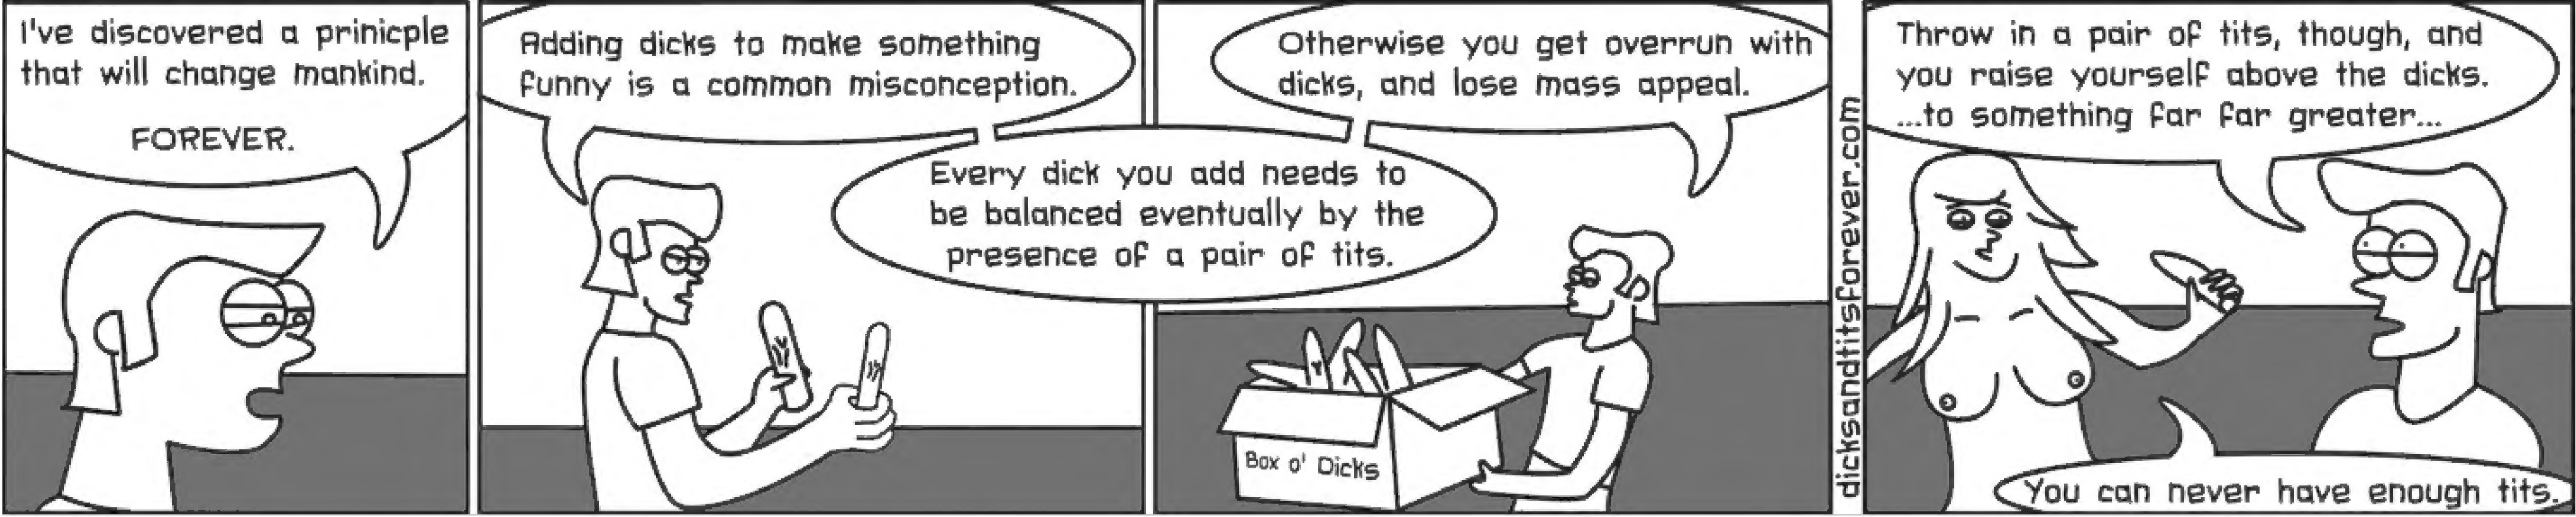 I've discovered a prinicple
that will change mankind.
FOREVER.
Adding dicks to make something
funny is a common misconception.
Every dick you add needs to
be balanced eventually by the
presence of a pair of tits.
Otherwise you get overrun with
dicks, and lose mass appeal.
Box o' Dicks
dicksandtitsforever.com
Throw in a pair of tits, though, and
you raise yourself above the dicks.
...to something far far greater...
You can never have enough tits.